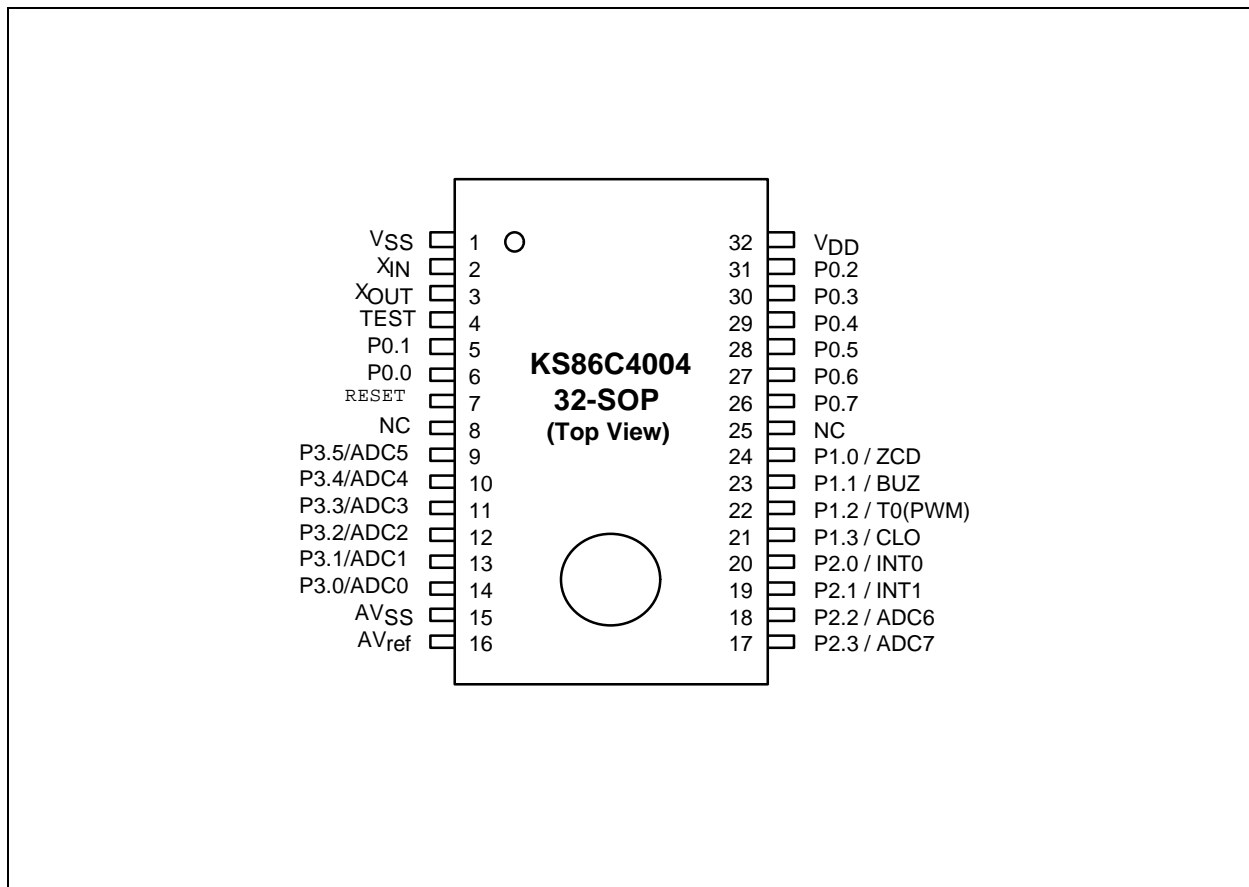 VSS 1 32 VDD
XIN 2 31 P0.2
XOUT 3 30 P0.3
TEST 4 29 P0.4
P0.1 5 28 P0.5
P0.0 6 27 P0.6
RESET 7 26 P0.7
NC 8 25 NC
P3.5/ADC5 9 24 P1.0 / ZCD
P3.4/ADC4 10 23 P1.1 / BUZ
P3.3/ADC3 11 22 P1.2 / T0(PWM)
P3.2/ADC2 12 21 P1.3 / CLO
P3.1/ADC1 13 20 P2.0 / INT0
P3.0/ADC0 14 19 P2.1 / INT1
AVSS 15 18 P2.2 / ADC6
AVref 16 17 P2.3 / ADC7
KS86C4004
32-SOP
(Top View)